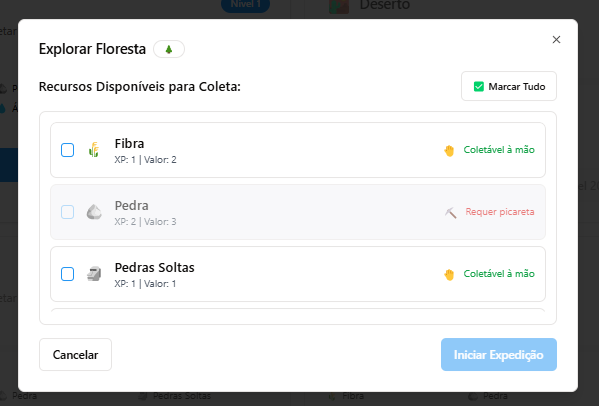 Nível 1
Deserto
Explorar Floresta
Recursos Disponíveis para Coleta:
Marcar Tudo
Fibra
XP: 1 | Valor: 2
Coletável à mão
Pedra
XP: 2 | Valor: 3
Requer picareta
Pedras Soltas
XP: 1 | Valor: 1
Coletável à mão
Cancelar
Iniciar Expedição
Pedra
Pedras Soltas
Fibra
Pedra